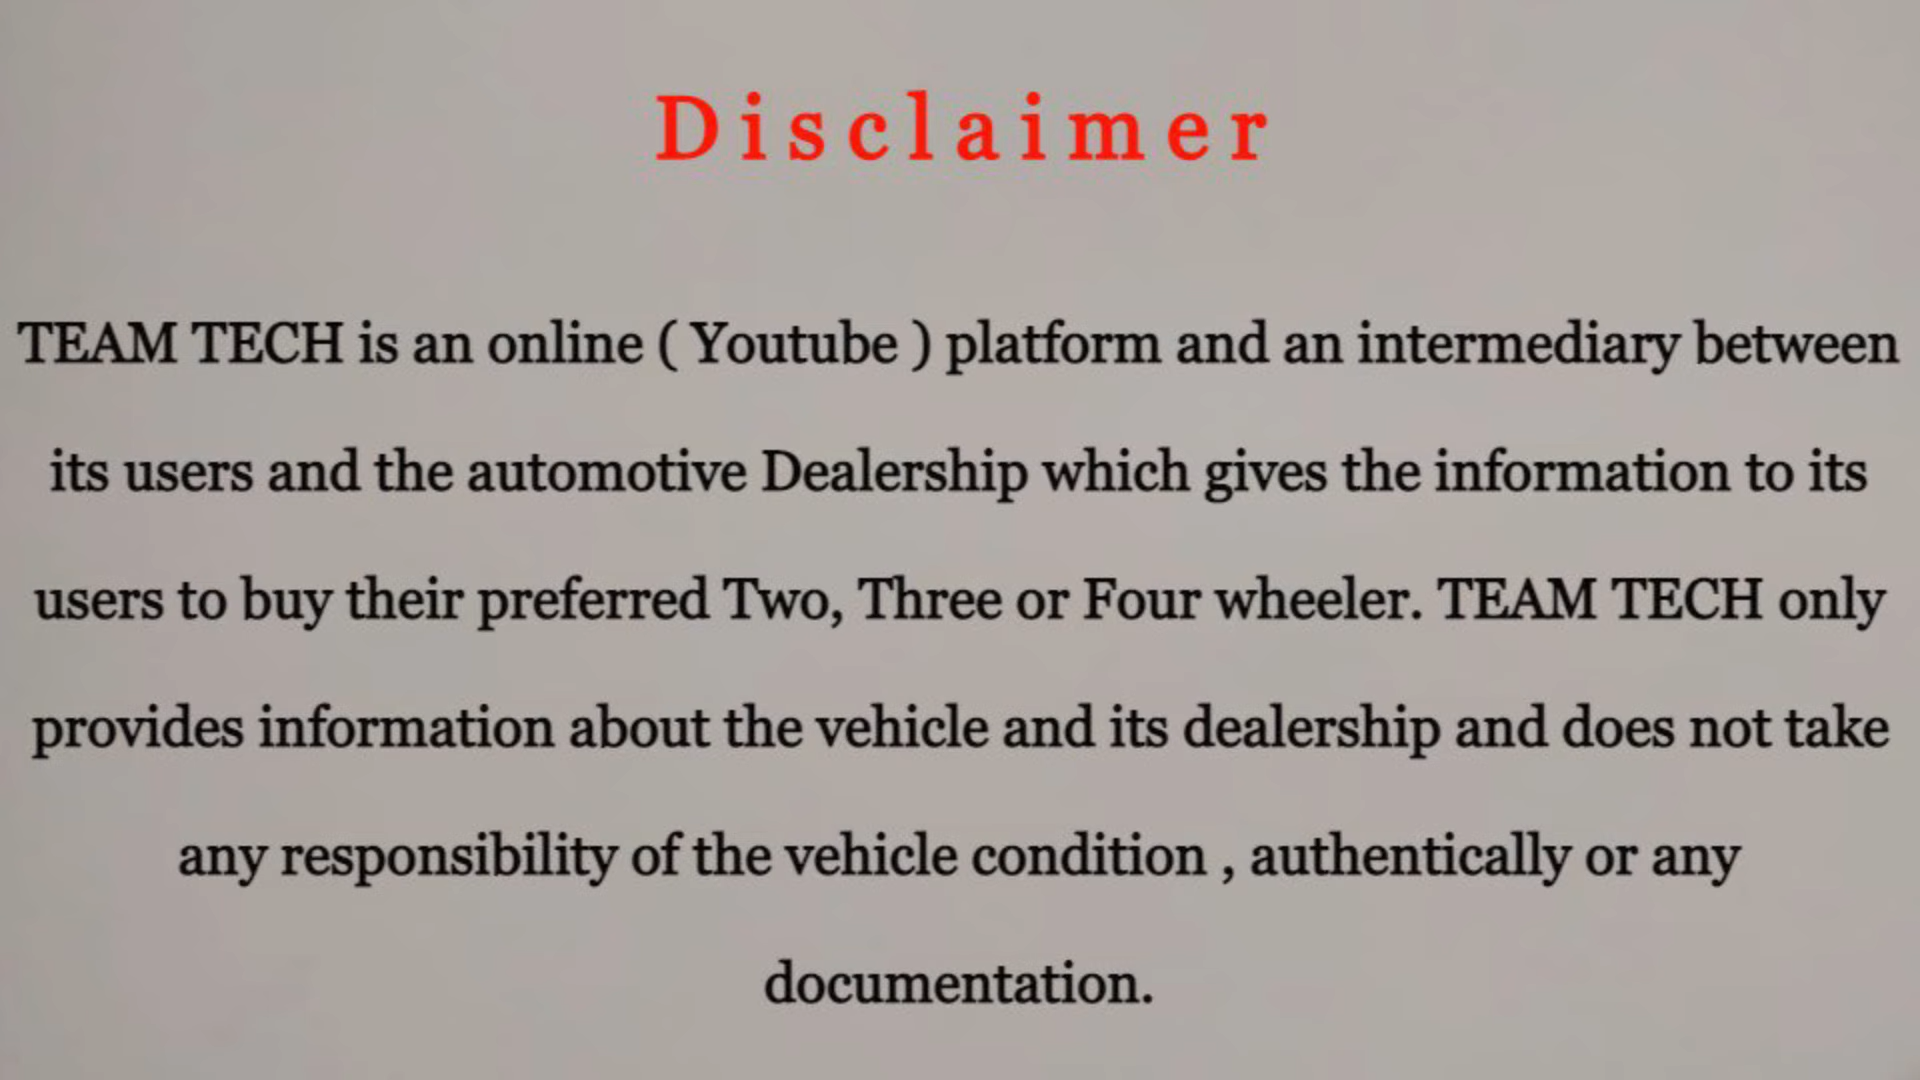 Disclaimer
TEAM TECH is an online ( Youtube ) platform and an intermediary between
its users and the automotive Dealership which gives the information to its
users to buy their preferred Two, Three or Four wheeler. TEAM TECH only
provides information about the vehicle and its dealership and does not take
any responsibility of the vehicle condition , authentically or any
documentation.